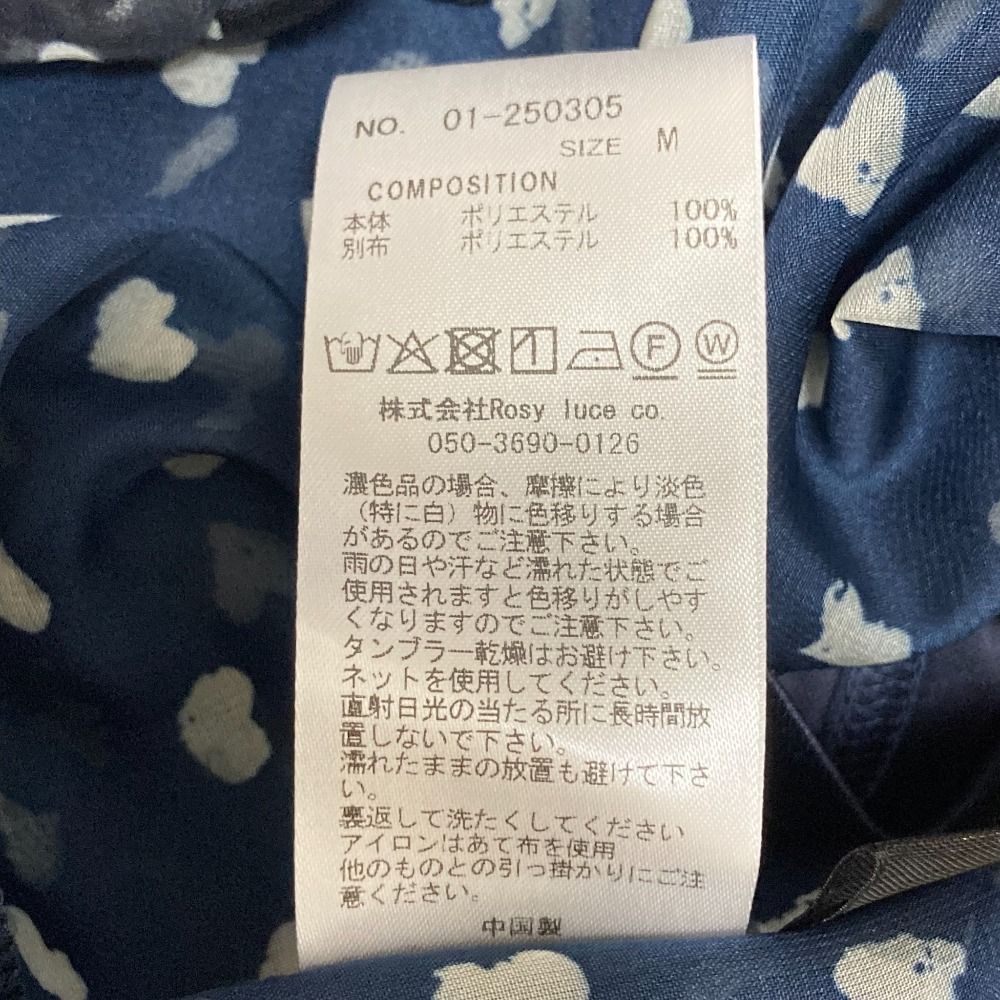 NO. 01-250305
SIZE M
COMPOSITION
本体 ポリエステル 100%
別布 ポリエステル 100%
F W
株式会社Rosy luce co.
050-3690-0126
濃色品の場合、摩擦により淡色
（特に白）物に色移りする場合
があるのでご注意下さい。
雨の日や汗など濡れた状態でご
使用されますと色移りがしやす
くなりますのでご注意下さい。
タンブラー乾燥はお避け下さい。
ネットを使用してください。
直射日光の当たる所に長時間放
置しないで下さい。
濡れたままの放置も避けて下さ
い。
裏返して洗たくしてください
アイロンはあて布を使用
他のものとの引っ掛かりにご注
意ください。
中国製